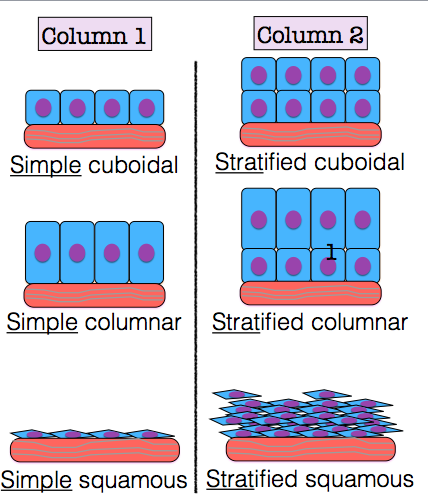 Column 1
Column 2
Simple cuboidal
Stratified cuboidal
1
Simple columnar
Stratified columnar
Simple squamous
Stratified squamous